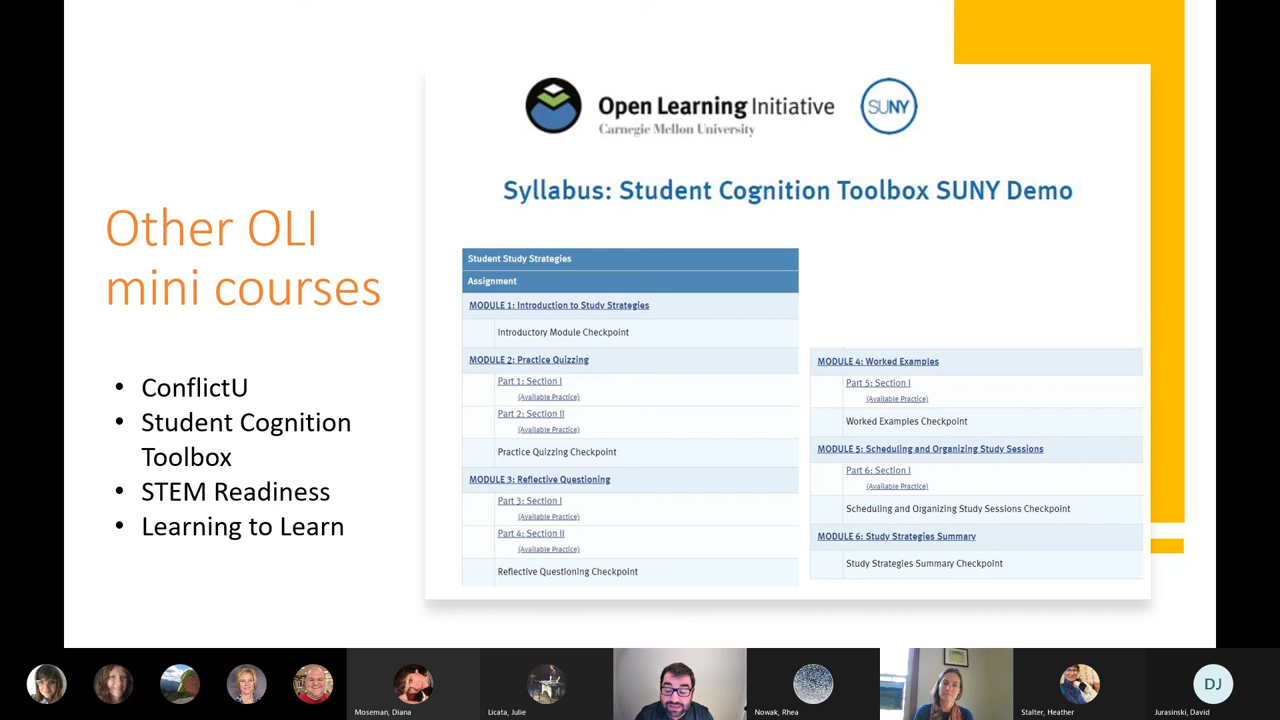 Other OLI
mini courses
• ConflictU
• Student Cognition
Toolbox
• STEM Readiness
• Learning to Learn
Open Learning Initiative
Carnegie Mellon University
SUNY
Syllabus: Student Cognition Toolbox SUNY Demo
Student Study Strategies
Assignment
MODULE 1: Introduction to Study Strategies
Introductory Module Checkpoint
MODULE 2: Practice Quizzing
Part 1: Section I
(Available Practice)
Part 2: Section II
(Available Practice)
Practice Quizzing Checkpoint
MODULE 3: Reflective Questioning
Part 3: Section I
(Available Practice)
Part 4: Section II
(Available Practice)
Reflective Questioning Checkpoint
MODULE 4: Worked Examples
Part 5: Section I
(Available Practice)
Worked Examples Checkpoint
MODULE 5: Scheduling and Organizing Study Sessions
Part 6: Section I
(Available Practice)
Scheduling and Organizing Study Sessions Checkpoint
MODULE 6: Study Strategies Summary
Study Strategies Summary Checkpoint
Moseman, Diana
Licata, Julie
Nowak, Rhea
Stalter, Heather
DJ
Jurasinski, David